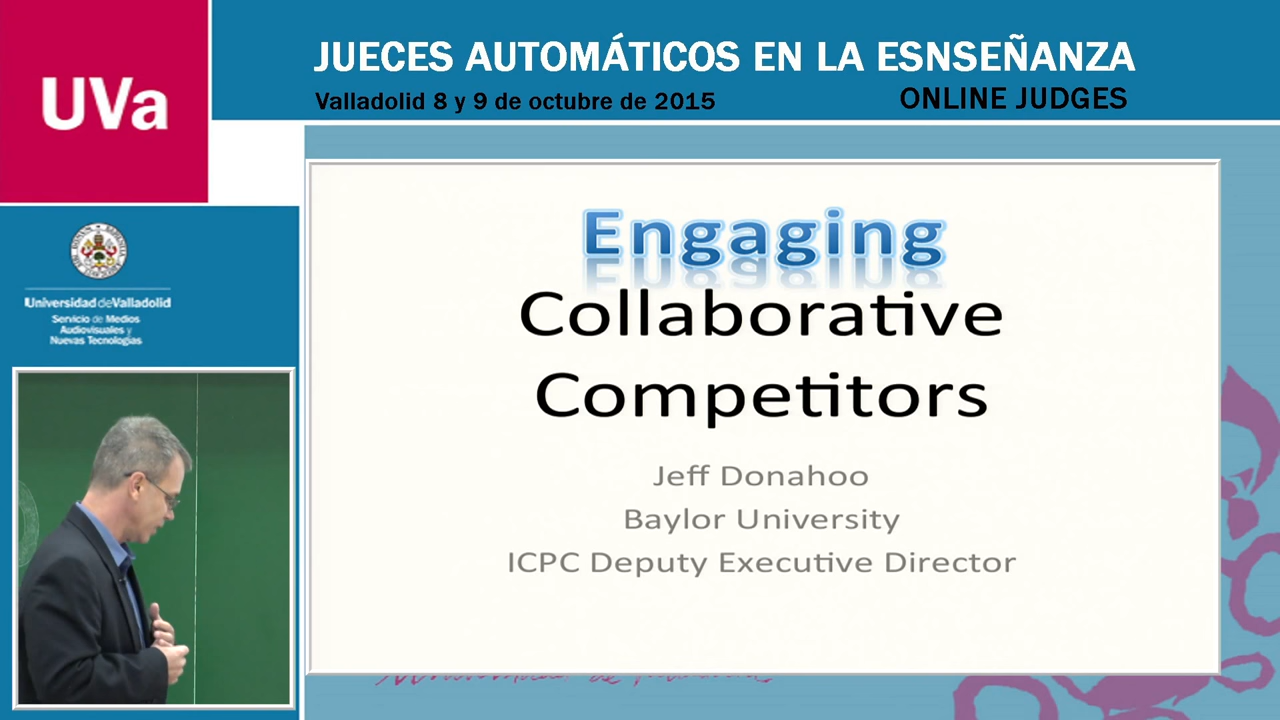 UVa
JUECES AUTOMÁTICOS EN LA ESNSEÑANZA
Valladolid 8 y 9 de octubre de 2015
ONLINE JUDGES
Universidad de Valladolid
Servicio de Medios
Audiovisuales y
Nuevas Tecnologías
Engaging
Collaborative
Competitors
Jeff Donahoo
Baylor University
ICPC Deputy Executive Director